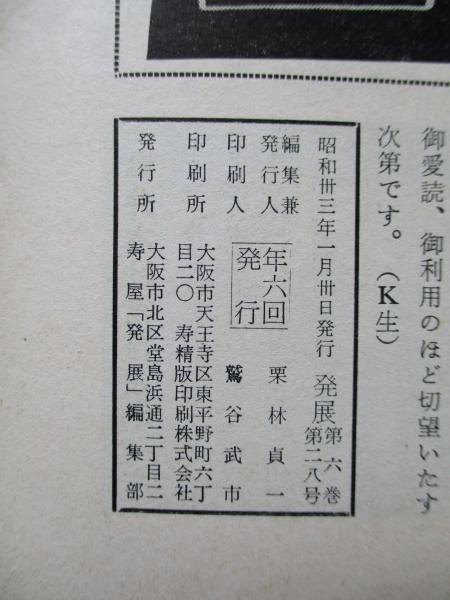 御愛読、御利用のほど切望いたす
次第です。（K生）
昭和卅三年一月卅日発行 発展 第六巻 第二八号
編集兼発行人 栗林貞一
年六回発行
印刷人 鷲谷武市
印刷所 大阪市天王寺区東平野町六丁
目二〇 寿精版印刷株式会社
発行所 大阪市北区堂島浜通二丁目二
寿屋「発展」編集部